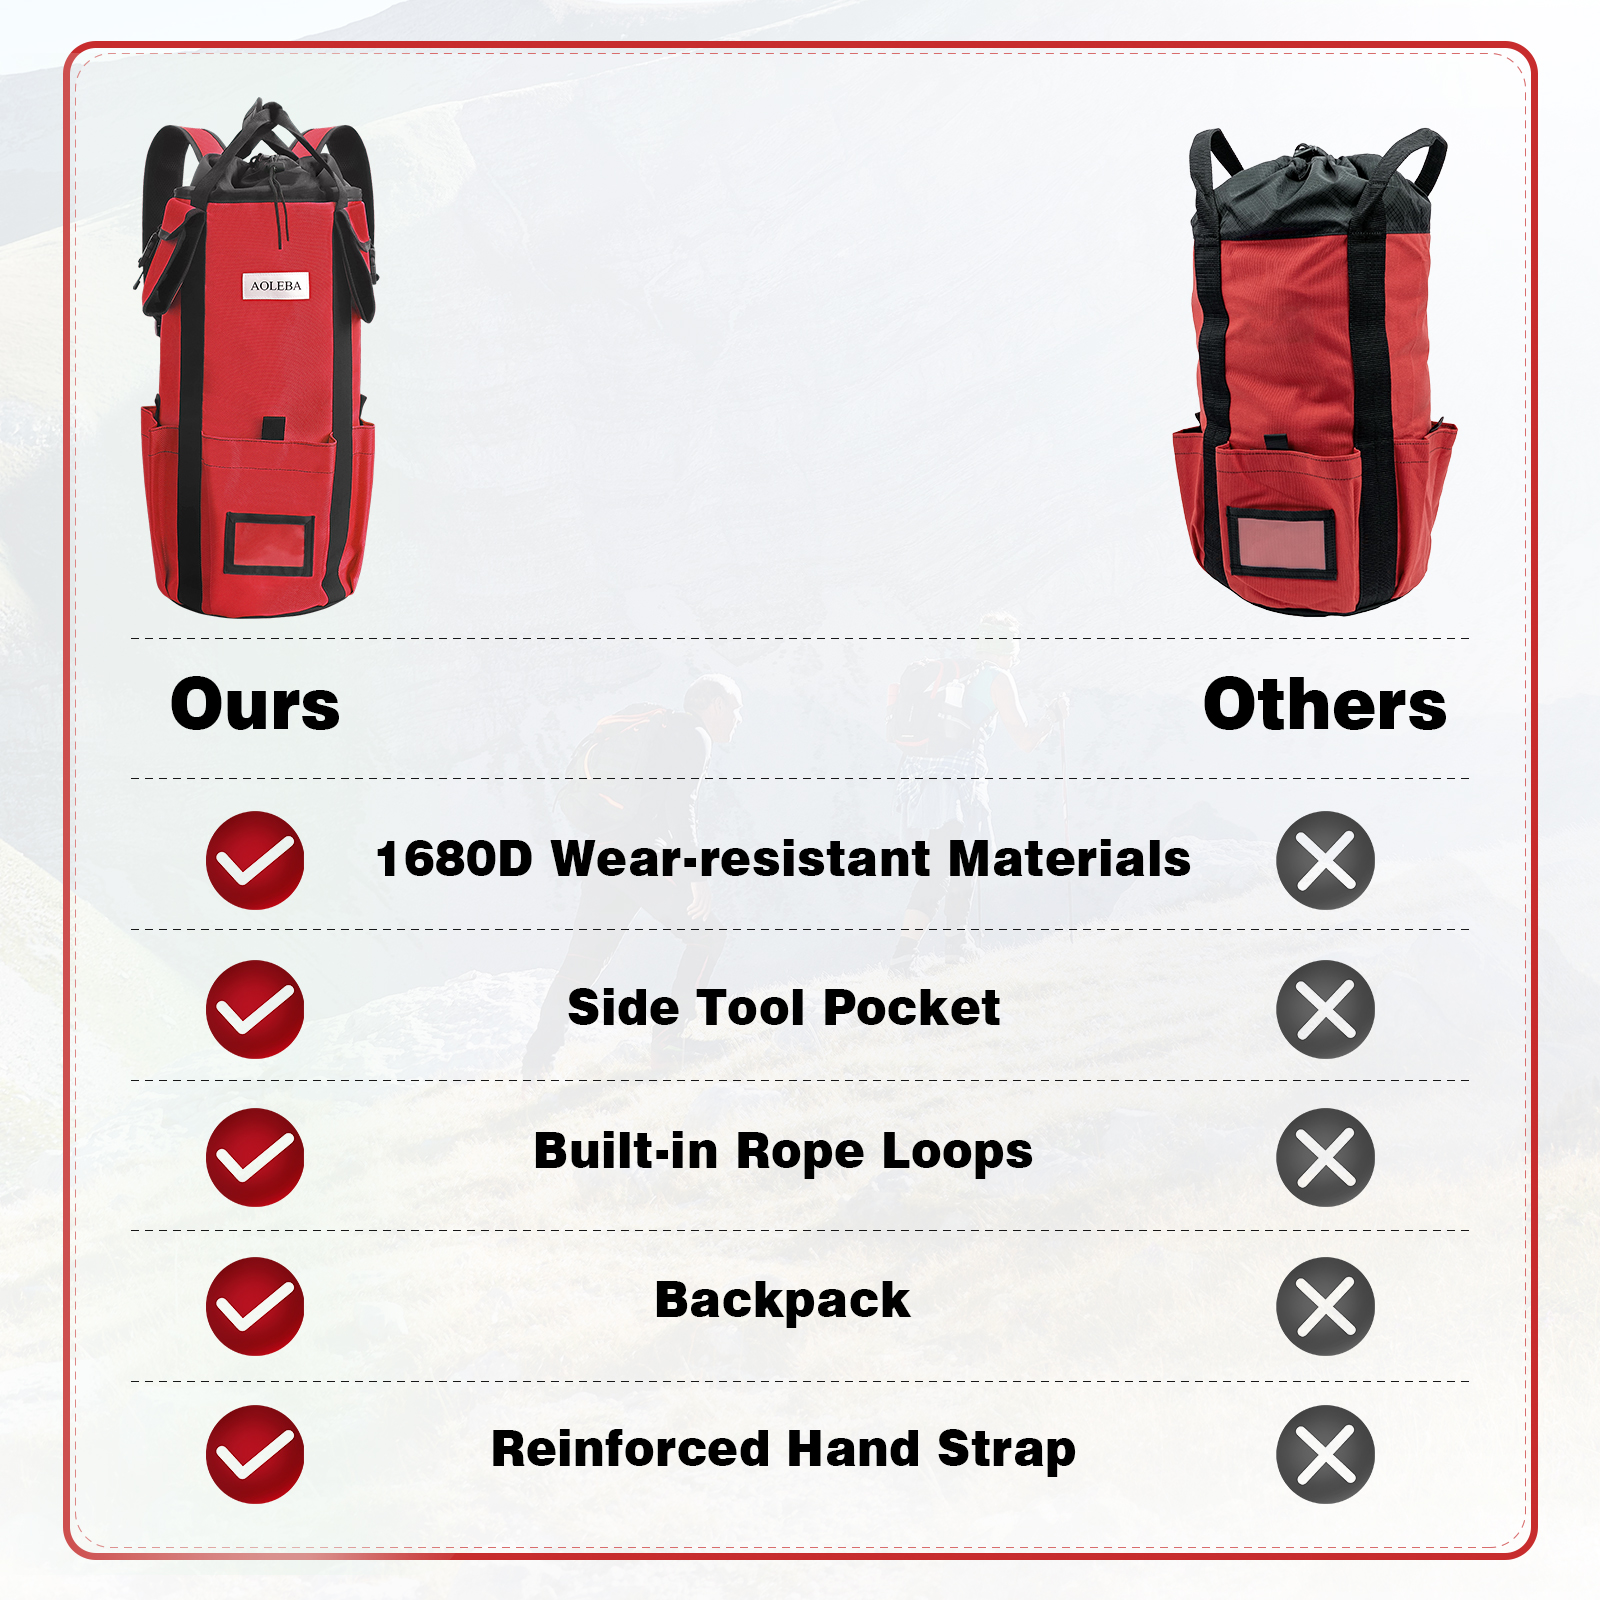 AOLEBA
Ours
Others
1680D Wear-resistant Materials
Side Tool Pocket
Built-in Rope Loops
Backpack
Reinforced Hand Strap